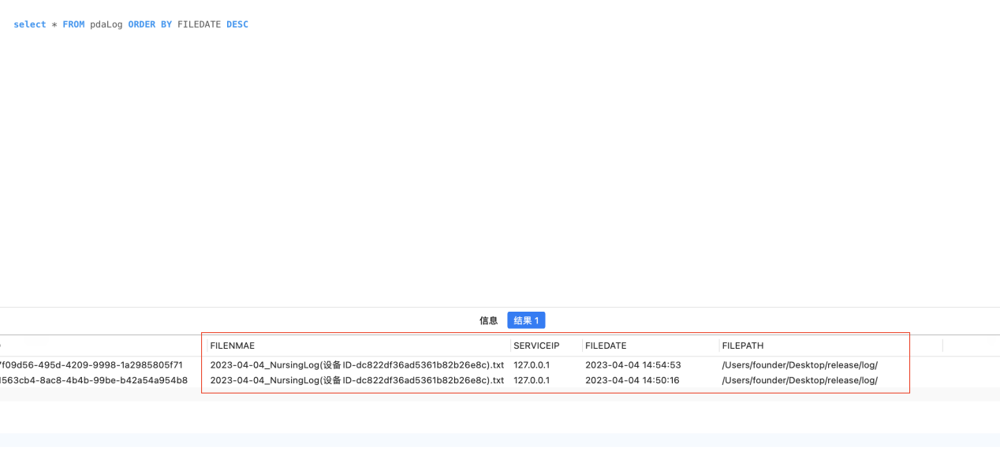 select * FROM pdaLog ORDER BY FILEDATE DESC
信息 结果 1
FILENMAE SERVICEIP FILEDATE FILEPATH
f09d56-495d-4209-9998-1a2985805f71 2023-04-04_NursingLog(设备ID-dc822df36ad5361b82b26e8c).txt 127.0.0.1 2023-04-04 14:54:53 /Users/founder/Desktop/release/log/
563cb4-8ac8-4b4b-99be-b42a54a954b8 2023-04-04_NursingLog(设备ID-dc822df36ad5361b82b26e8c).txt 127.0.0.1 2023-04-04 14:50:16 /Users/founder/Desktop/release/log/